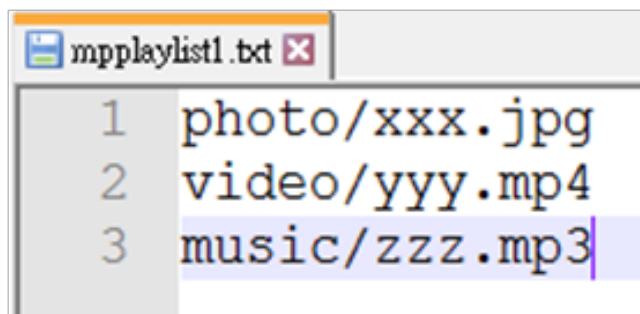 mpplaylist1.txt
1 photo/xxx.jpg
2 video/yyy.mp4
3 music/zzz.mp3